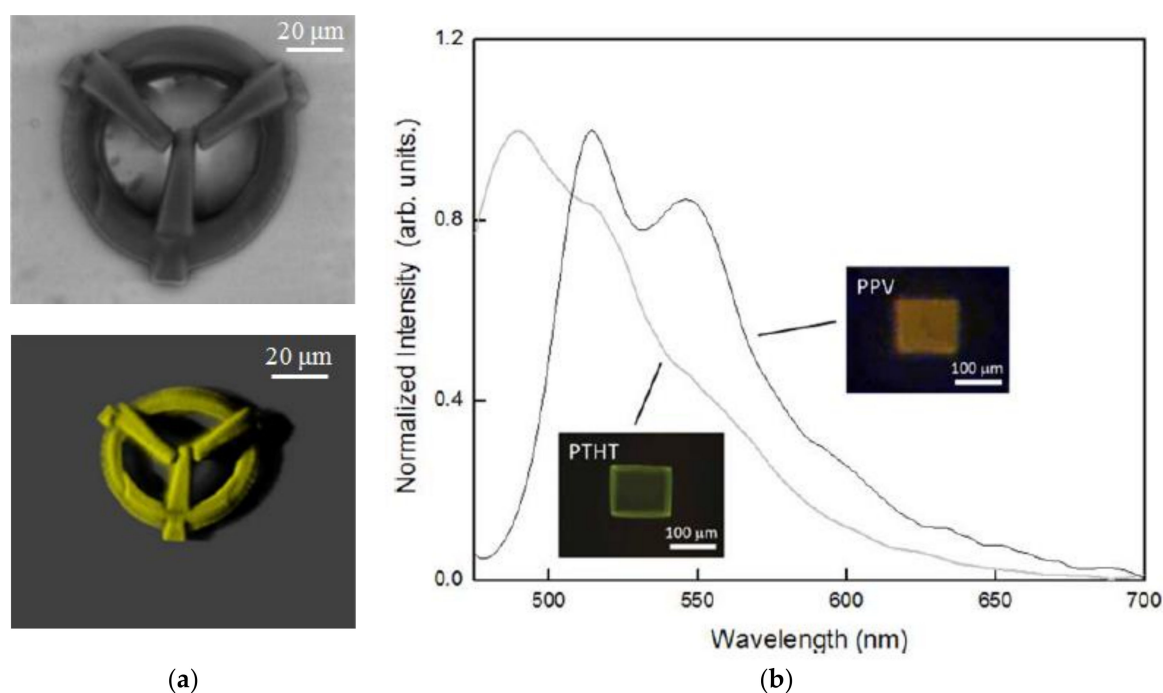 20 µm
20 µm
(a)
1.2
0.8
0.4
0.0
Normalized Intensity (arb. units.)
PPV
100 µm
PTHT
100 µm
500
550
600
650
700
Wavelength (nm)
(b)